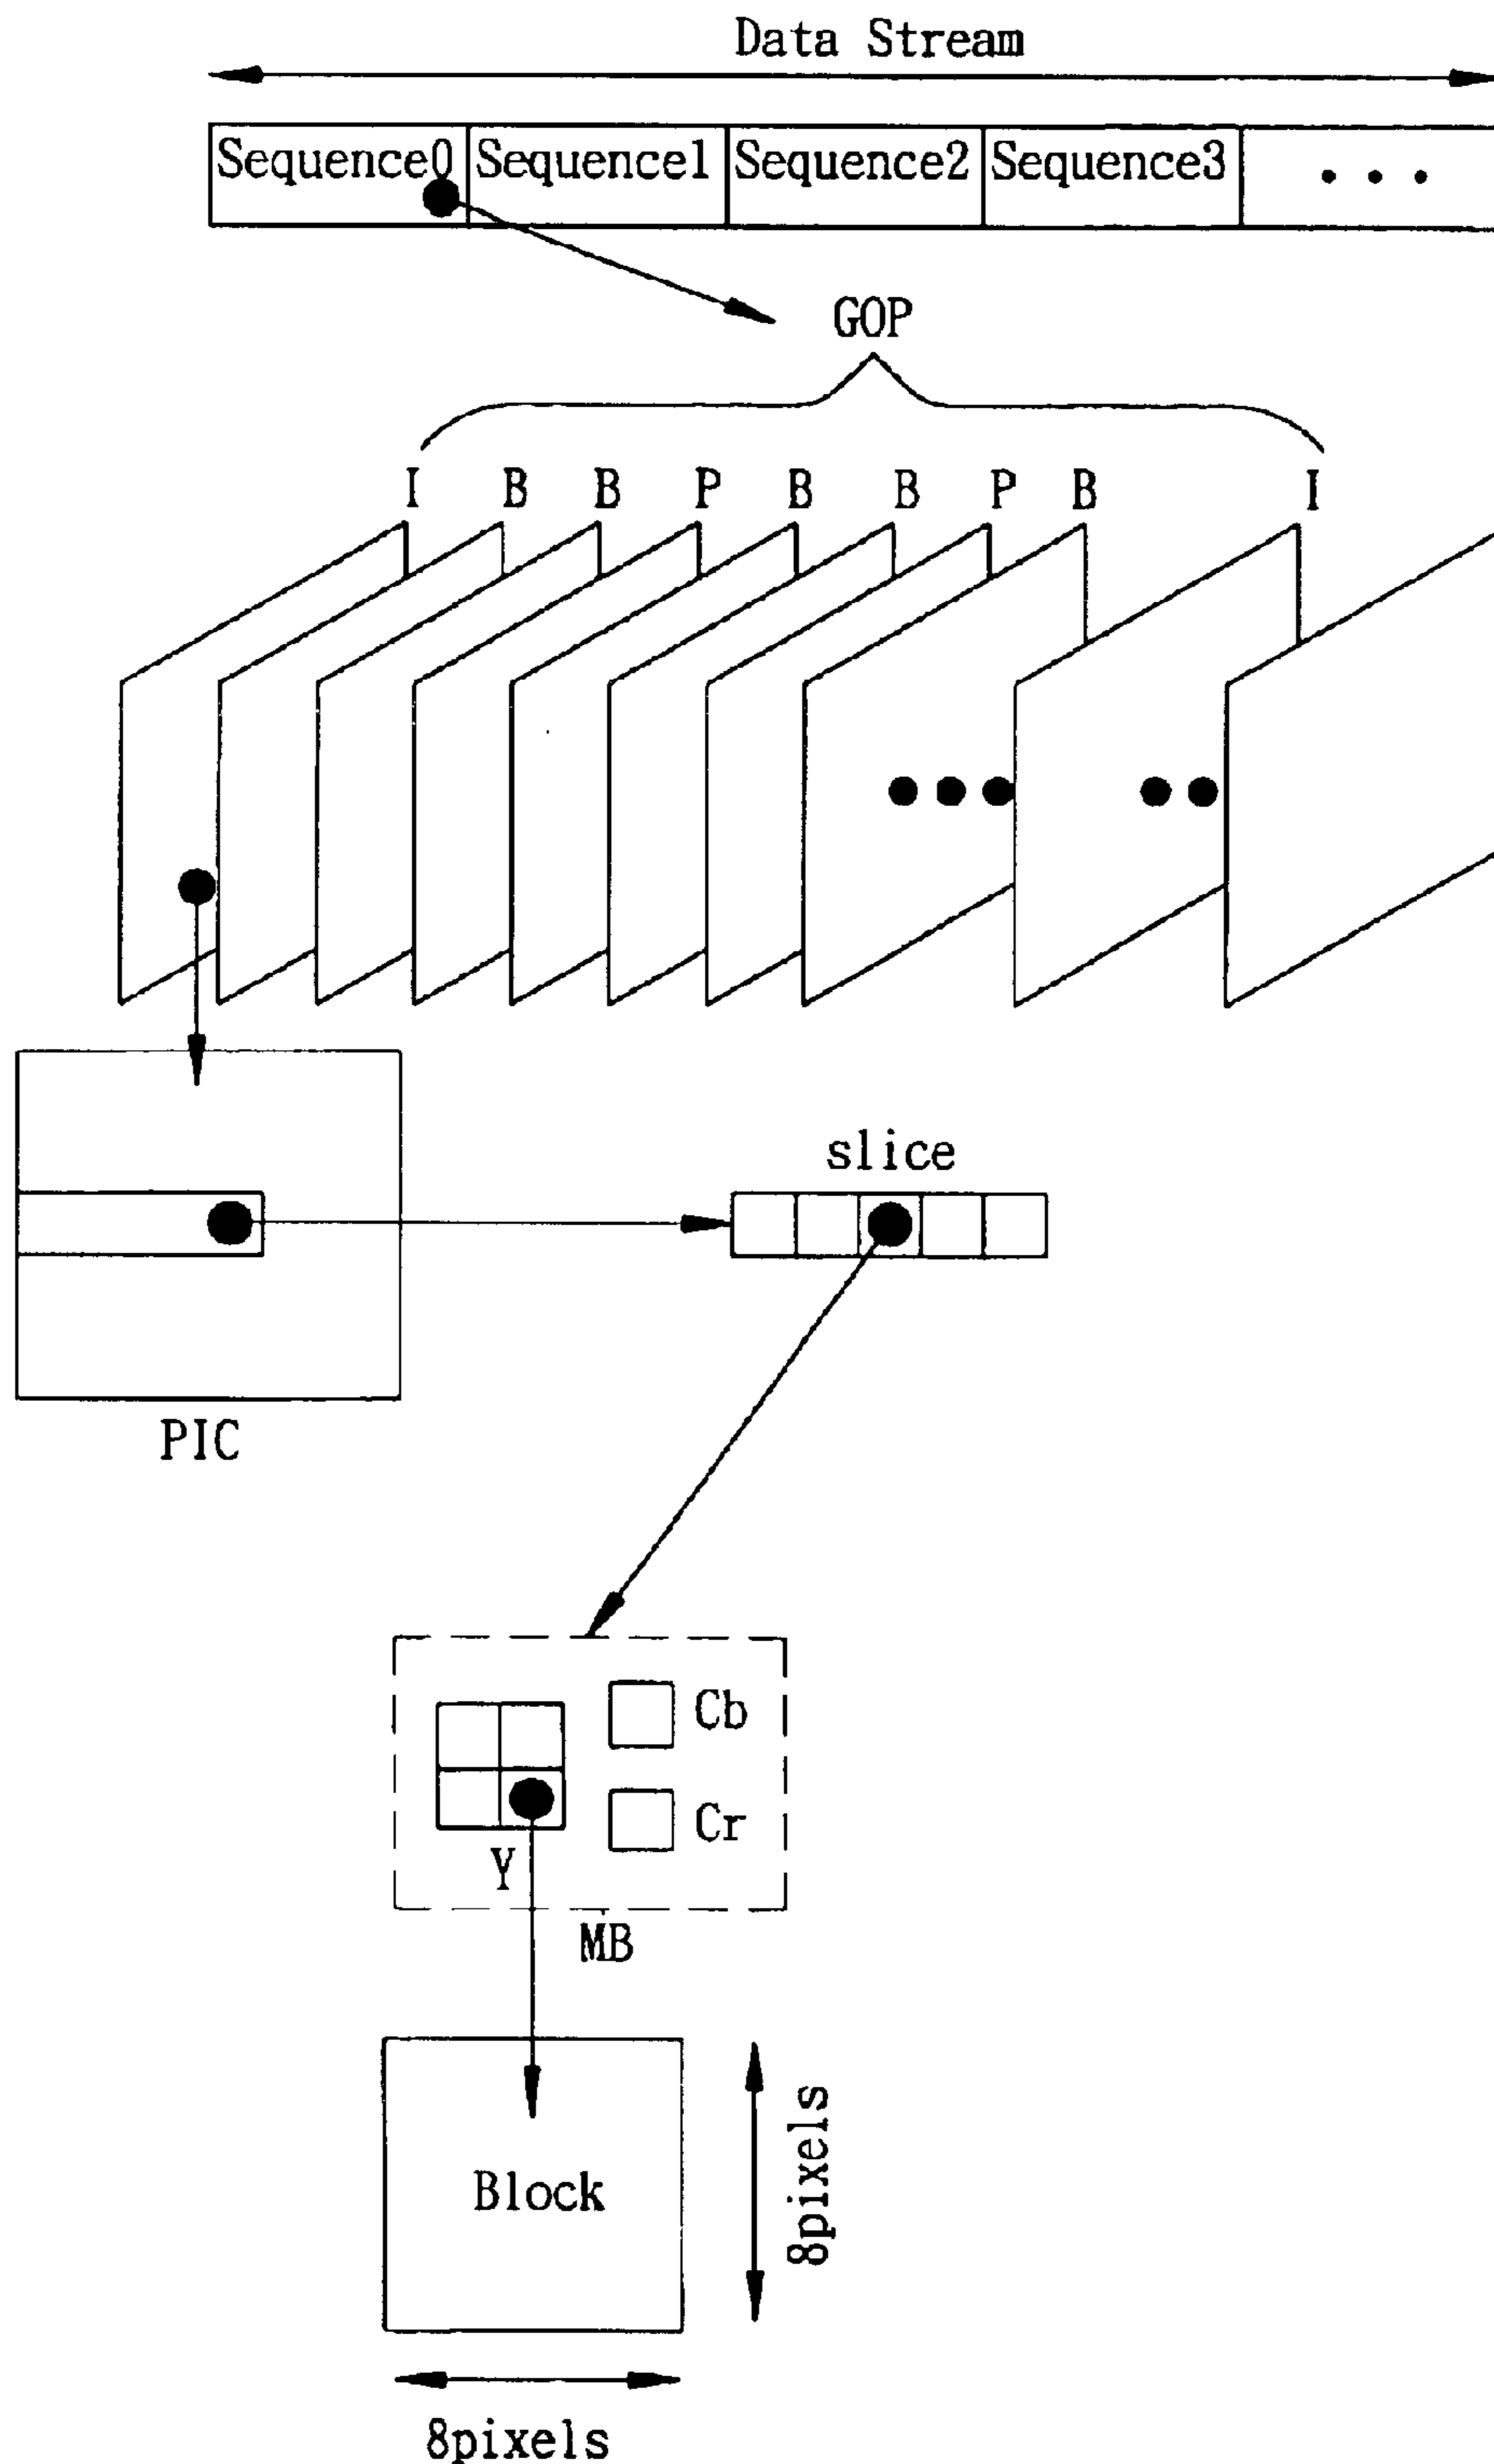 Data Stream
Sequence0 Sequence1 Sequence2 Sequence3 ...
GOP
I B B P B B P B I
slice
PIC
Cb
Cr
Y
MB
Block
8pixels
8pixels